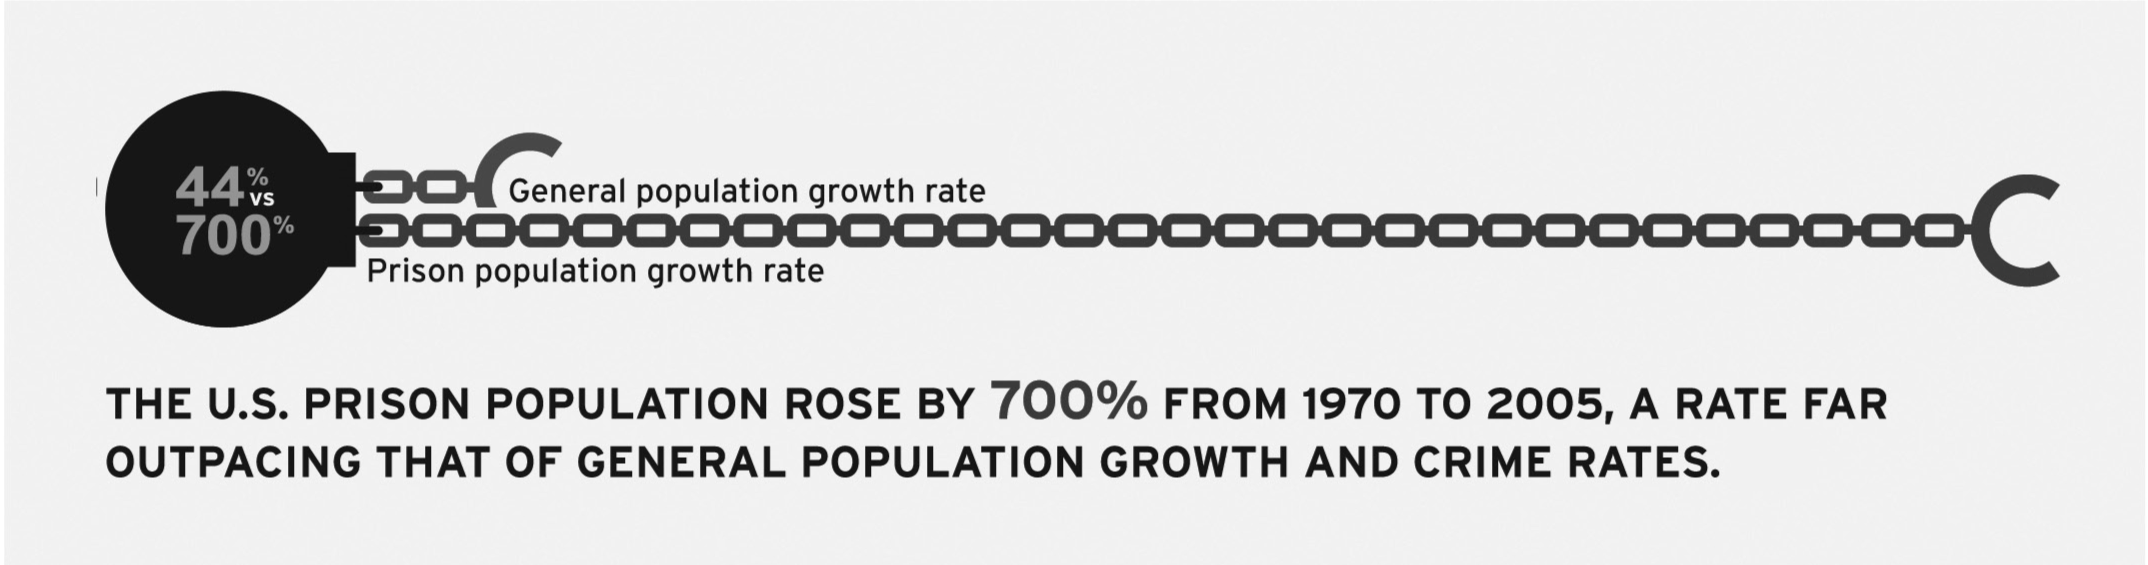 44%
vs
700%
General population growth rate
Prison population growth rate
THE U.S. PRISON POPULATION ROSE BY 700% FROM 1970 TO 2005, A RATE FAR
OUTPACING THAT OF GENERAL POPULATION GROWTH AND CRIME RATES.